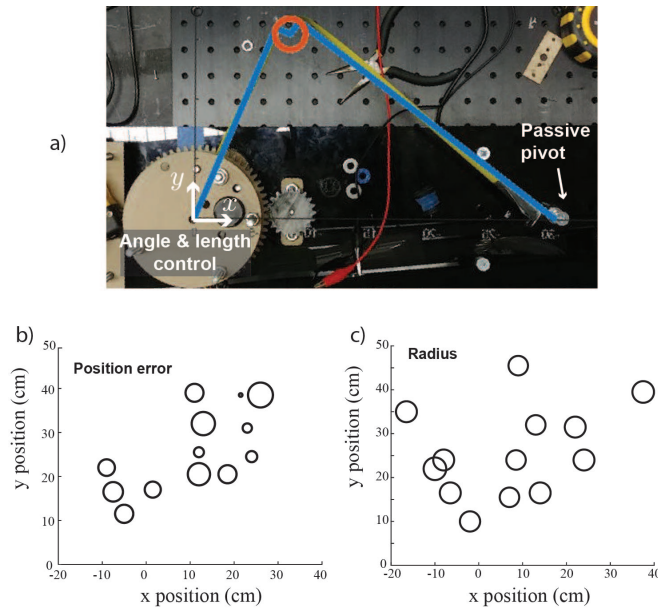 a)
Passive
pivot
y
x
Angle & length
control
b)
Position error
50
40
30
20
10
0
y position (cm)
-20 -10 0 10 20 30 40
x position (cm)
c)
Radius
50
40
30
20
10
0
y position (cm)
-20 -10 0 10 20 30 40
x position (cm)